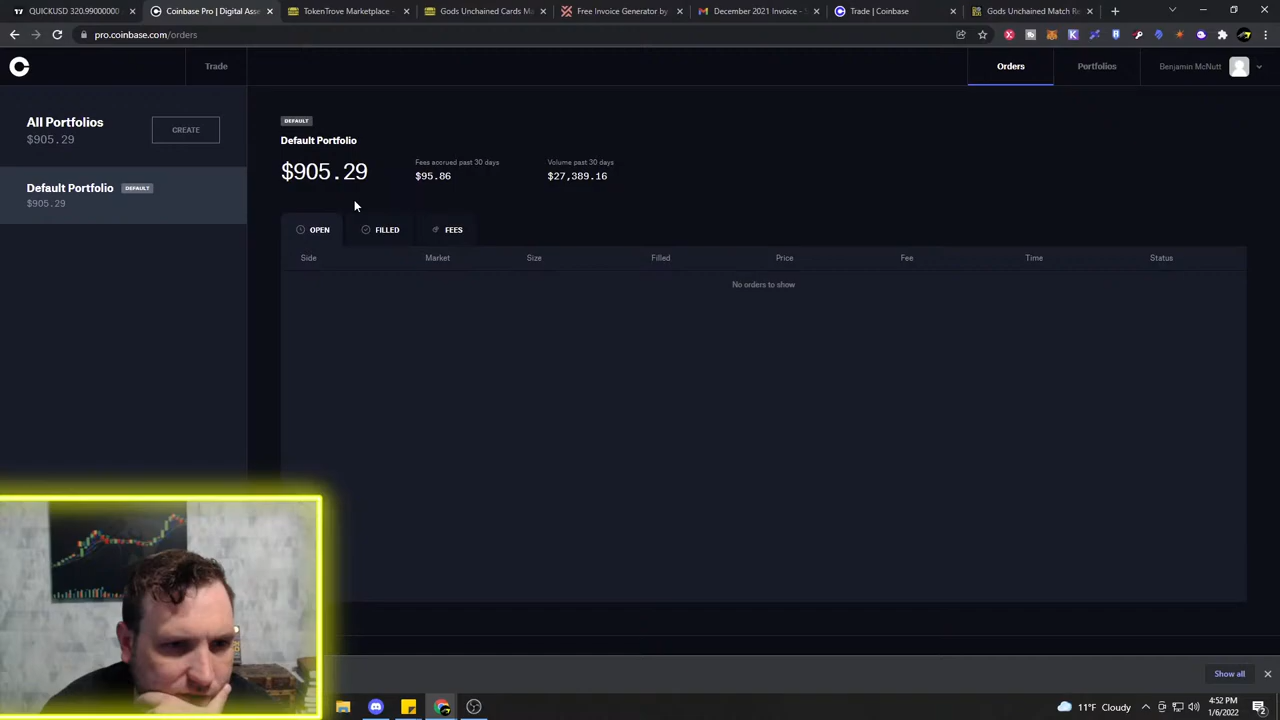 QUICKUSD 320.99000000
Coinbase Pro | Digital Asse
TokenTrove Marketplace -
Gods Unchained Cards Ma
Free Invoice Generator by
December 2021 Invoice -
Trade | Coinbase
Gods Unchained Match Re
pro.coinbase.com/orders
Trade
Orders
Portfolios
Benjamin McNutt
All Portfolios
$905.29
CREATE
Default Portfolio DEFAULT
$905.29
DEFAULT
Default Portfolio
$905.29
Fees accrued past 30 days
$95.86
Volume past 30 days
$27,389.16
OPEN FILLED FEES
Side Market Size Filled Price Fee Time Status
No orders to show
Show all
11°F Cloudy
4:52 PM
1/6/2022